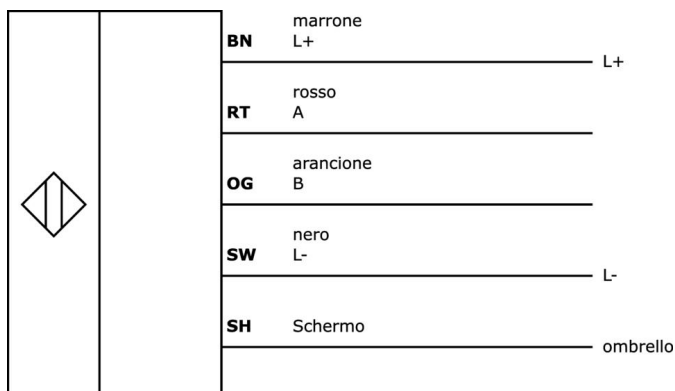 marrone
BN L+
L+
rosso
RT A
arancione
OG B
nero
SW L-
L-
SH Schermo
ombrello